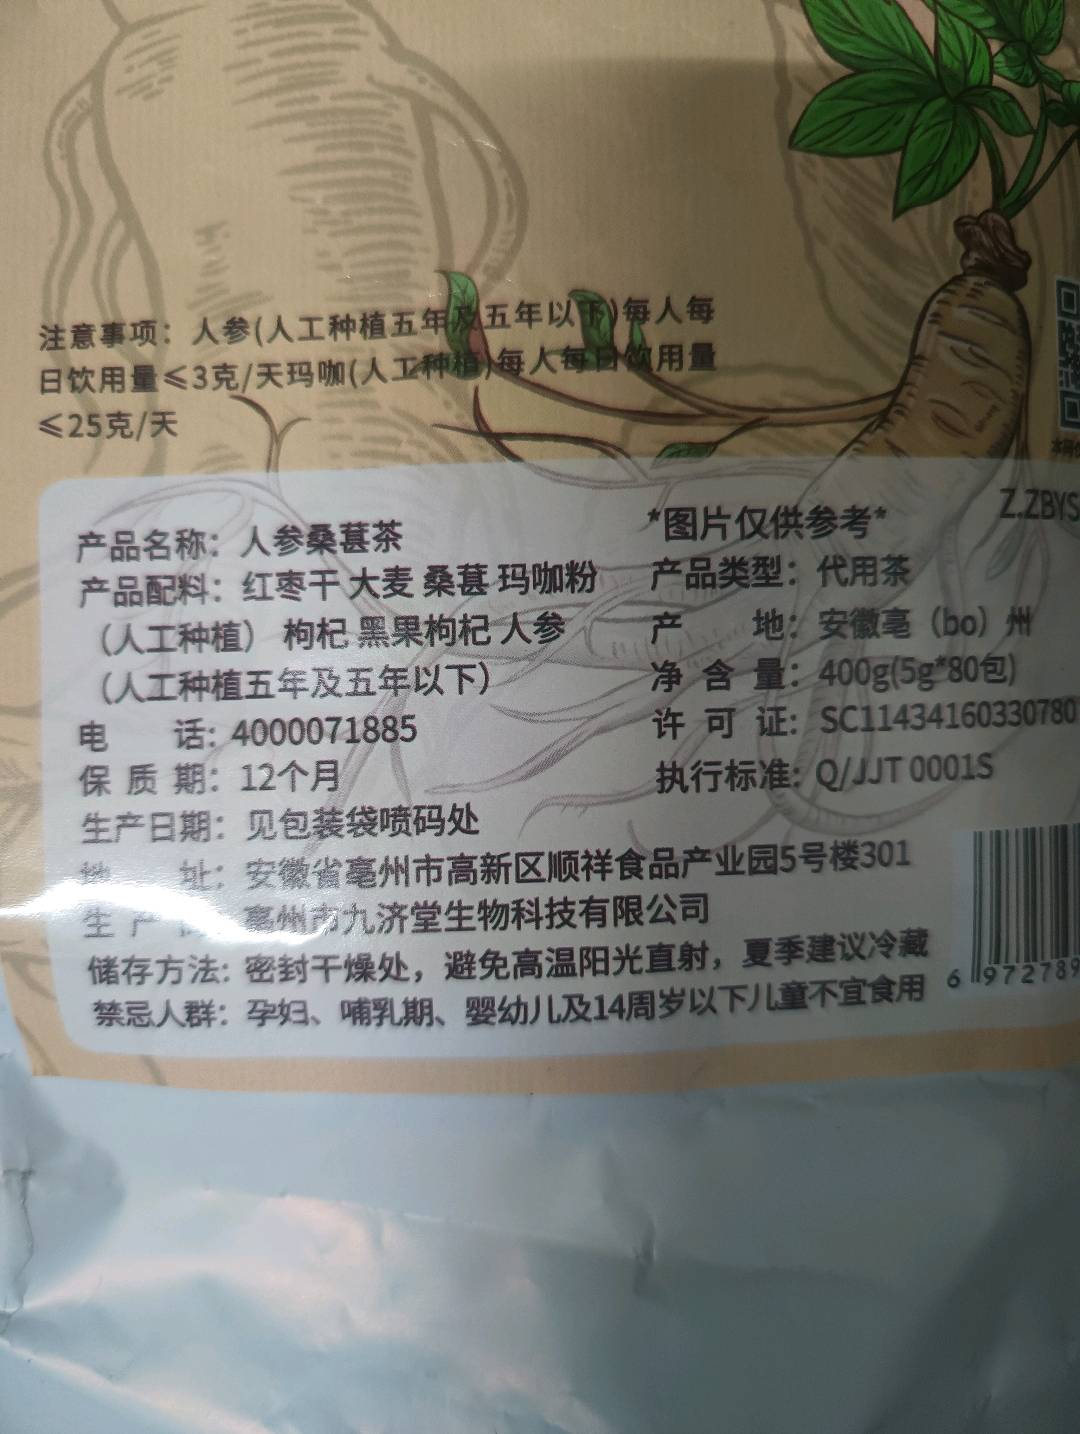 注意事项：人参(人工种植五年及五年以下)每人每
日饮用量≤3克/天玛咖(人工种植)每人每日饮用量
≤25克/天
Z.ZBYS
产品名称：人参桑葚茶
产品配料：红枣干 大麦 桑葚 玛咖粉
（人工种植） 枸杞 黑果枸杞 人参
（人工种植五年及五年以下）
电 话：4000071885
保 质 期：12个月
生产日期：见包装袋喷码处
*图片仅供参考*
产品类型：代用茶
产 地：安徽亳（bo）州
净 含 量：400g(5g*80包)
许 可 证：SC11434160330780
执行标准：Q/JJT 0001S
地 址：安徽省亳州市高新区顺祥食品产业园5号楼301
生 产 亳州市九济堂生物科技有限公司
储存方法：密封干燥处，避免高温阳光直射，夏季建议冷藏
禁忌人群：孕妇、哺乳期、婴幼儿及14周岁以下儿童不宜食用
6 972789